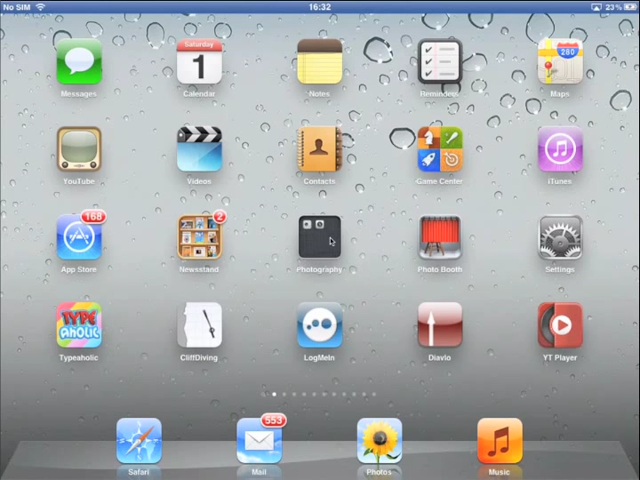 No SIM 16:32 23%
Saturday 280
1
Messages Calendar Notes Reminders Maps
YouTube Videos Contacts Game Center iTunes
168 2
App Store Newsstand Photography Photo Booth Settings
TYPE
AHOLIC
Typeaholic CliffDiving LogMeIn Diavlo YT Player
553
Safari Mail Photos Music